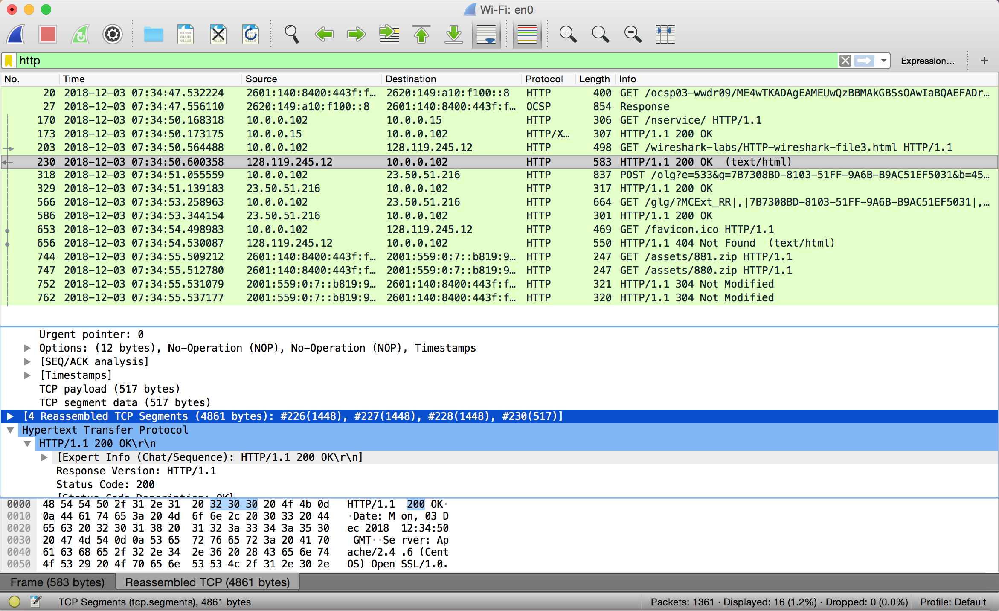 Wi-Fi: en0
http
Expression… +
No. Time Source Destination Protocol Length Info
20 2018-12-03 07:34:47.532224 2601:140:8400:443f:f… 2620:149:a10:f100::8 HTTP 400 GET /ocsp03-wwdr09/ME4wTKADAgEAMEUwQzBBMAkGBSsOAwIaBQAEFADr…
27 2018-12-03 07:34:47.556110 2620:149:a10:f100::8 2601:140:8400:443f:f… OCSP 854 Response
170 2018-12-03 07:34:50.168318 10.0.0.102 10.0.0.15 HTTP 306 GET /nservice/ HTTP/1.1
173 2018-12-03 07:34:50.173175 10.0.0.15 10.0.0.102 HTTP/X… 307 HTTP/1.1 200 OK
203 2018-12-03 07:34:50.564488 10.0.0.102 128.119.245.12 HTTP 498 GET /wireshark-labs/HTTP-wireshark-file3.html HTTP/1.1
230 2018-12-03 07:34:50.600358 128.119.245.12 10.0.0.102 HTTP 583 HTTP/1.1 200 OK (text/html)
318 2018-12-03 07:34:51.055559 10.0.0.102 23.50.51.216 HTTP 837 POST /olg?e=533&g=7B7308BD-8103-51FF-9A6B-B9AC51EF5031&b=45…
329 2018-12-03 07:34:51.139183 23.50.51.216 10.0.0.102 HTTP 317 HTTP/1.1 200 OK
566 2018-12-03 07:34:53.258963 10.0.0.102 23.50.51.216 HTTP 664 GET /glg/?MCExt_RR|,|7B7308BD-8103-51FF-9A6B-B9AC51EF5031|,…
586 2018-12-03 07:34:53.344154 23.50.51.216 10.0.0.102 HTTP 301 HTTP/1.1 200 OK
653 2018-12-03 07:34:54.498983 10.0.0.102 128.119.245.12 HTTP 469 GET /favicon.ico HTTP/1.1
656 2018-12-03 07:34:54.530087 128.119.245.12 10.0.0.102 HTTP 550 HTTP/1.1 404 Not Found (text/html)
744 2018-12-03 07:34:55.509212 2601:140:8400:443f:f… 2001:559:0:7::b819:9… HTTP 247 GET /assets/881.zip HTTP/1.1
747 2018-12-03 07:34:55.512780 2601:140:8400:443f:f… 2001:559:0:7::b819:9… HTTP 247 GET /assets/880.zip HTTP/1.1
752 2018-12-03 07:34:55.531079 2001:559:0:7::b819:9… 2601:140:8400:443f:f… HTTP 321 HTTP/1.1 304 Not Modified
762 2018-12-03 07:34:55.537177 2001:559:0:7::b819:9… 2601:140:8400:443f:f… HTTP 320 HTTP/1.1 304 Not Modified
Urgent pointer: 0
Options: (12 bytes), No-Operation (NOP), No-Operation (NOP), Timestamps
[SEQ/ACK analysis]
[Timestamps]
TCP payload (517 bytes)
TCP segment data (517 bytes)
[4 Reassembled TCP Segments (4861 bytes): #226(1448), #227(1448), #228(1448), #230(517)]
Hypertext Transfer Protocol
HTTP/1.1 200 OK\r\n
[Expert Info (Chat/Sequence): HTTP/1.1 200 OK\r\n]
Response Version: HTTP/1.1
Status Code: 200
[Status Code Description: OK]
0000 48 54 54 50 2f 31 2e 31 20 32 30 30 20 4f 4b 0d HTTP/1.1 200 OK·
0010 0a 44 61 74 65 3a 20 4d 6f 6e 2c 20 30 33 20 44 ·Date: M on, 03 D
0020 65 63 20 32 30 31 38 20 31 32 3a 33 34 3a 35 30 ec 2018 12:34:50
0030 20 47 4d 54 0d 0a 53 65 72 76 65 72 3a 20 41 70 GMT··Se rver: Ap
0040 61 63 68 65 2f 32 2e 34 2e 36 20 28 43 65 6e 74 ache/2.4 .6 (Cent
0050 4f 53 29 20 4f 70 65 6e 53 53 4c 2f 31 2e 30 2e OS) Open SSL/1.0.
Frame (583 bytes) Reassembled TCP (4861 bytes)
TCP Segments (tcp.segments), 4861 bytes Packets: 1361 · Displayed: 16 (1.2%) · Dropped: 0 (0.0%) Profile: Default